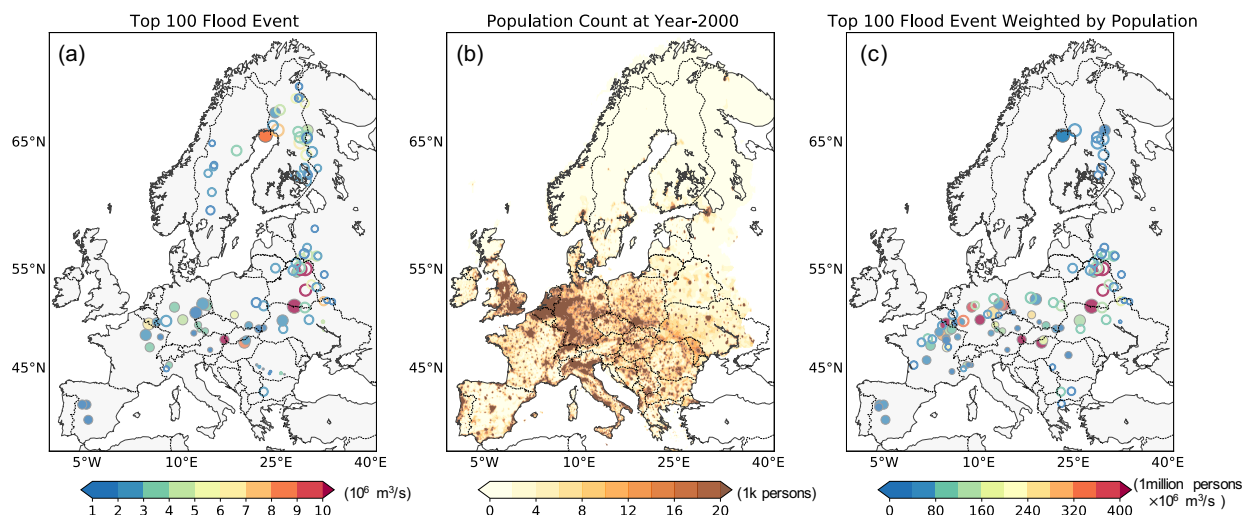 Top 100 Flood Event
Population Count at Year-2000
Top 100 Flood Event Weighted by Population
(a)
(b)
(c)
65°N
55°N
45°N
65°N
55°N
45°N
65°N
55°N
45°N
5°W 10°E 25°E 40°E
5°W 10°E 25°E 40°E
5°W 10°E 25°E 40°E
1 2 3 4 5 6 7 8 9 10
(10⁶ m³/s)
0 4 8 12 16 20
(1k persons)
0 80 160 240 320 400
(1million persons
×10⁶ m³/s )